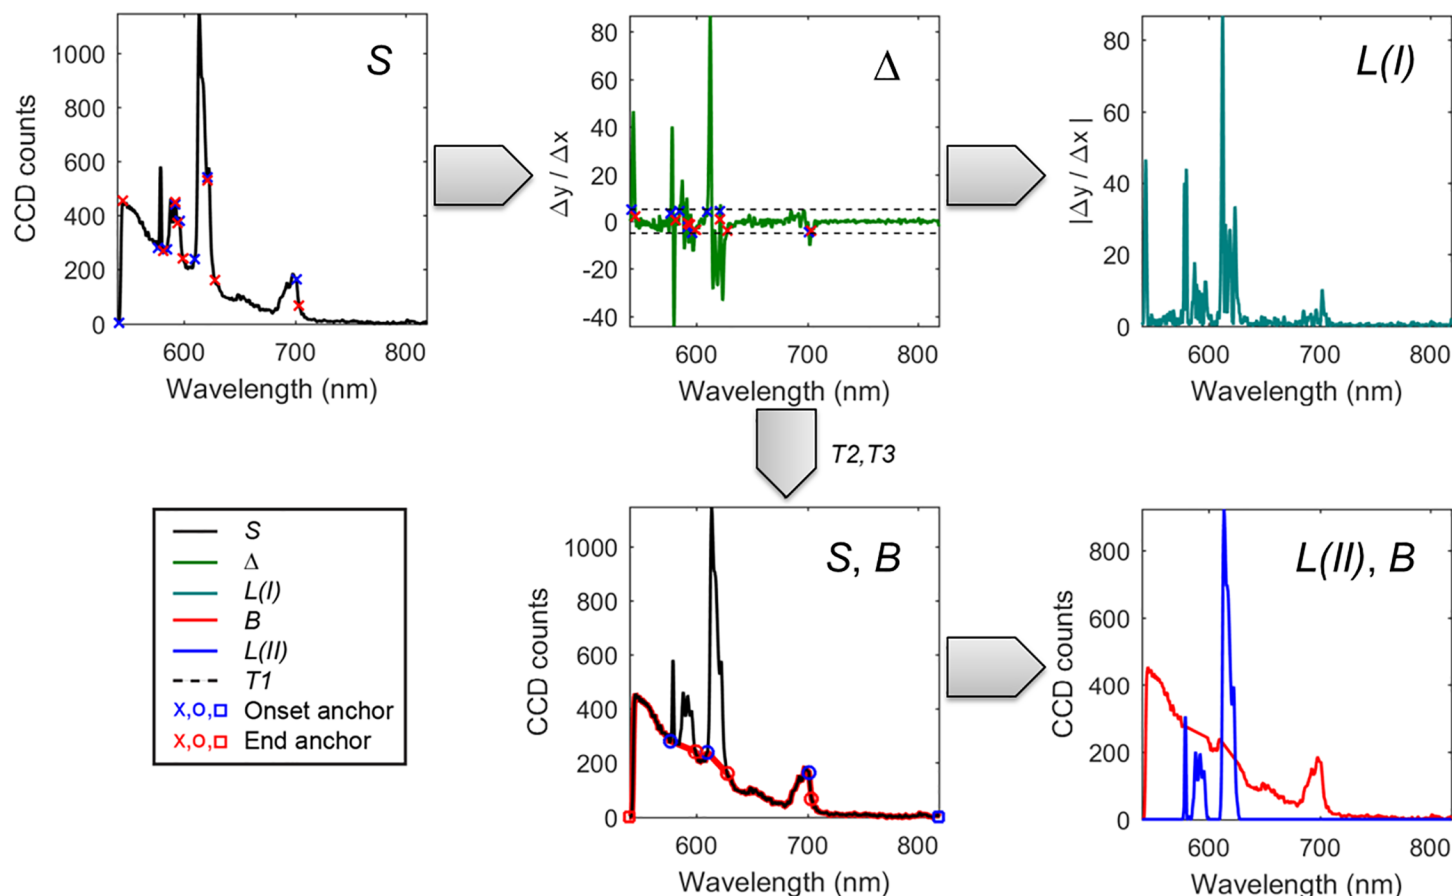 S
CCD counts
1000
800
600
400
200
0
600 700 800
Wavelength (nm)
Δ
Δy / Δx
80
60
40
20
0
-20
-40
600 700 800
Wavelength (nm)
L(I)
|Δy / Δx |
80
60
40
20
0
600 700 800
Wavelength (nm)
T2,T3
S
Δ
L(I)
B
L(II)
T1
x,o,□ Onset anchor
x,o,□ End anchor
S, B
CCD counts
1000
800
600
400
200
0
600 700 800
Wavelength (nm)
L(II), B
CCD counts
800
600
400
200
0
600 700 800
Wavelength (nm)